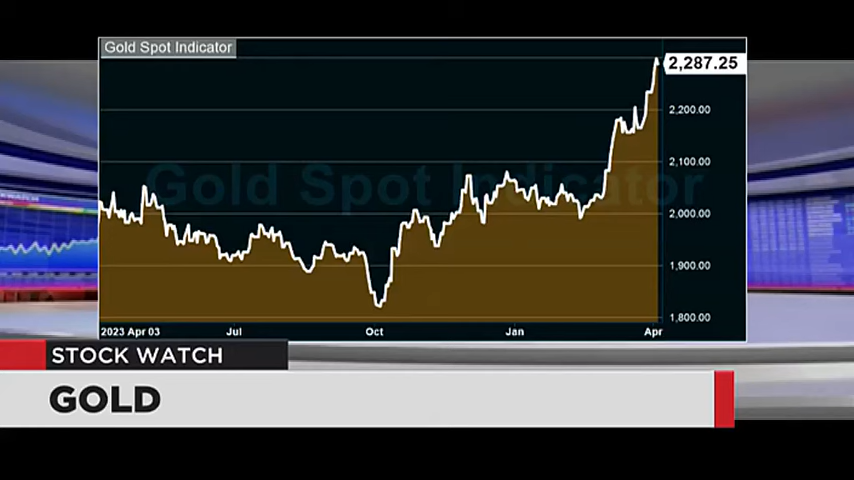 Gold Spot Indicator
2,287.25
2,200.00
2,100.00
Gold Spot Indicator
2,000.00
1,900.00
1,800.00
2023 Apr 03 Jul Oct Jan Apr
STOCK WATCH
GOLD